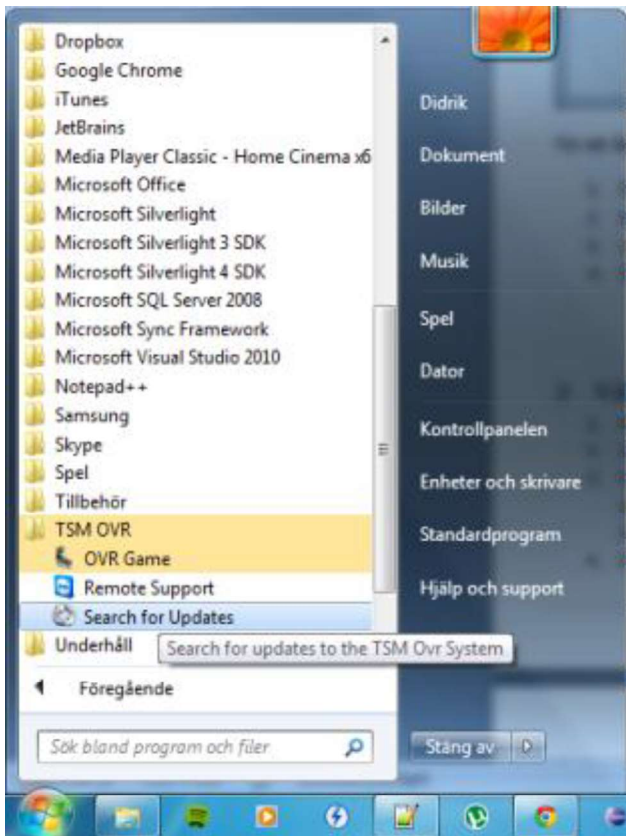 Dropbox
Google Chrome
iTunes
JetBrains
Media Player Classic - Home Cinema x6
Microsoft Office
Microsoft Silverlight
Microsoft Silverlight 3 SDK
Microsoft Silverlight 4 SDK
Microsoft SQL Server 2008
Microsoft Sync Framework
Microsoft Visual Studio 2010
Notepad++
Samsung
Skype
Spel
Tillbehör
TSM OVR
OVR Game
Remote Support
Search for Updates
Underhåll
Search for updates to the TSM Ovr System
Föregående
Sök bland program och filer
Didrik
Dokument
Bilder
Musik
Spel
Dator
Kontrollpanelen
Enheter och skrivare
Standardprogram
Hjälp och support
Stäng av